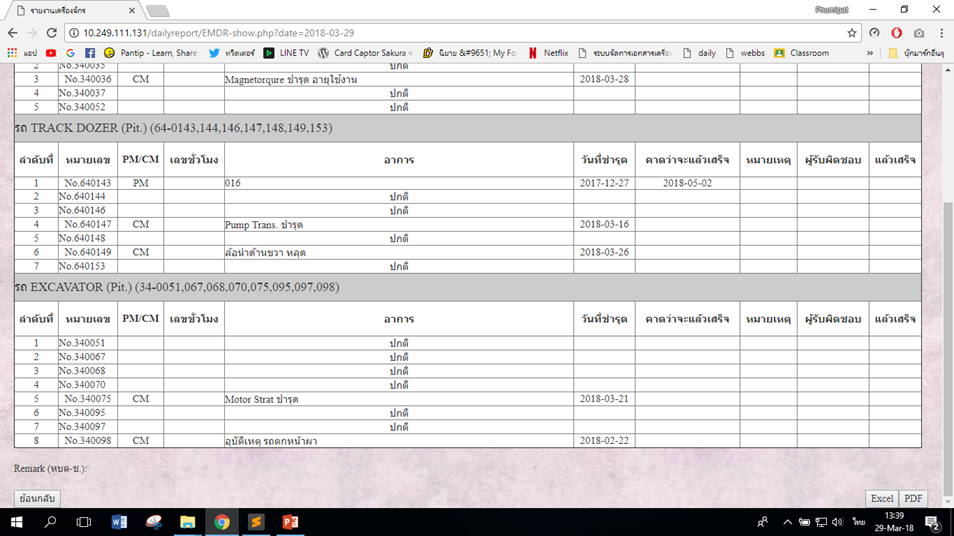 รายงานเครื่องจักร
Phumipat
10.249.111.131/dailyreport/EMDR-show.php?date=2018-03-29
แอป G Pantip - Learn, Share ทวิตเตอร์ LINE TV Card Captor Sakura นิยาย &#9651; My Fo Netflix ระบบจัดการเอกสารเครื่อง daily webbs Classroom » บุ๊กมาร์กอื่นๆ
2 No.340035 ปกติ
3 No.340036 CM Magnetorqure ชำรุด อายุใช้งาน 2018-03-28
4 No.340037 ปกติ
5 No.340052 ปกติ
รถ TRACK DOZER (Pit.) (64-0143,144,146,147,148,149,153)
ลำดับที่ หมายเลข PM/CM เลขชั่วโมง อาการ วันที่ชำรุด คาดว่าจะแล้วเสร็จ หมายเหตุ ผู้รับผิดชอบ แล้วเสร็จ
1 No.640143 PM 016 2017-12-27 2018-05-02
2 No.640144 ปกติ
3 No.640146 ปกติ
4 No.640147 CM Pump Trans. ชำรุด 2018-03-16
5 No.640148 ปกติ
6 No.640149 CM ล้อนำด้านขวา หลุด 2018-03-26
7 No.640153 ปกติ
รถ EXCAVATOR (Pit.) (34-0051,067,068,070,075,095,097,098)
ลำดับที่ หมายเลข PM/CM เลขชั่วโมง อาการ วันที่ชำรุด คาดว่าจะแล้วเสร็จ หมายเหตุ ผู้รับผิดชอบ แล้วเสร็จ
1 No.340051 ปกติ
2 No.340067 ปกติ
3 No.340068 ปกติ
4 No.340070 ปกติ
5 No.340075 CM Motor Strat ชำรุด 2018-03-21
6 No.340095 ปกติ
7 No.340097 ปกติ
8 No.340098 CM อุบัติเหตุ รถตกหน้าผา 2018-02-22
Remark (หบต-ช.):
ย้อนกลับ Excel PDF
ไทย 13:39
29-Mar-18 2